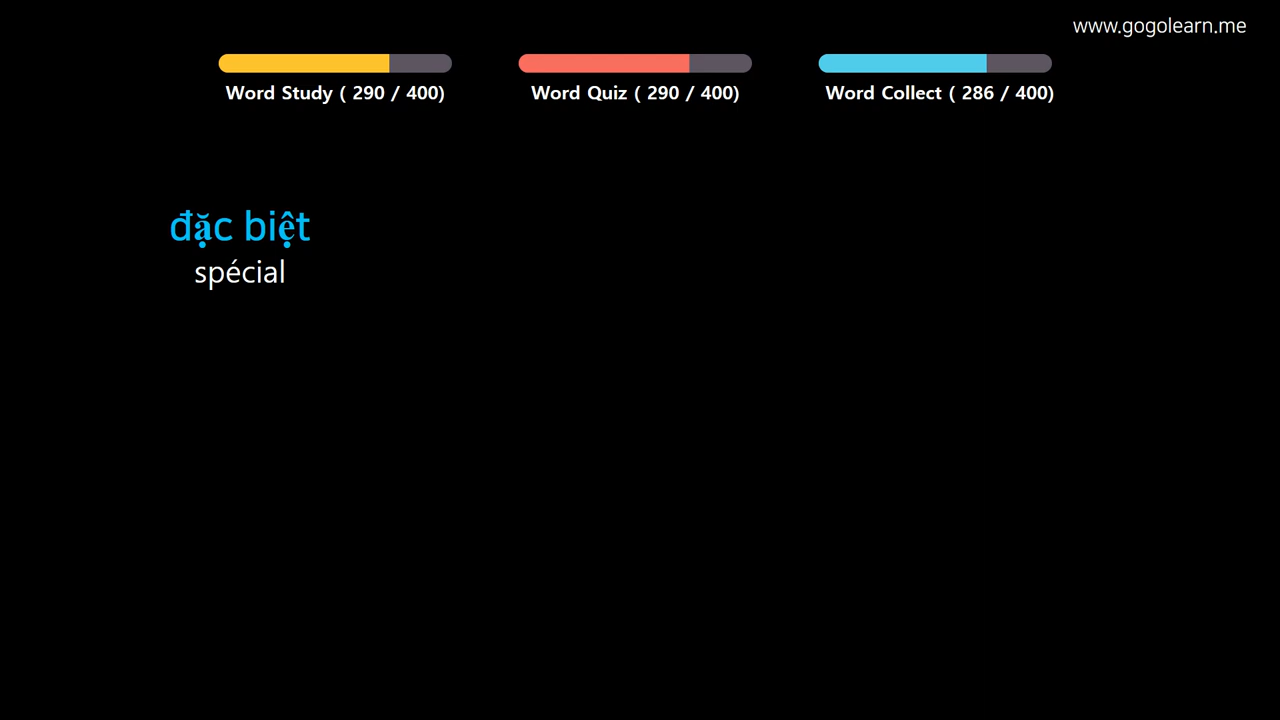 www.gogolearn.me
Word Study ( 290 / 400)
Word Quiz ( 290 / 400)
Word Collect ( 286 / 400)
đặc biệt
spécial